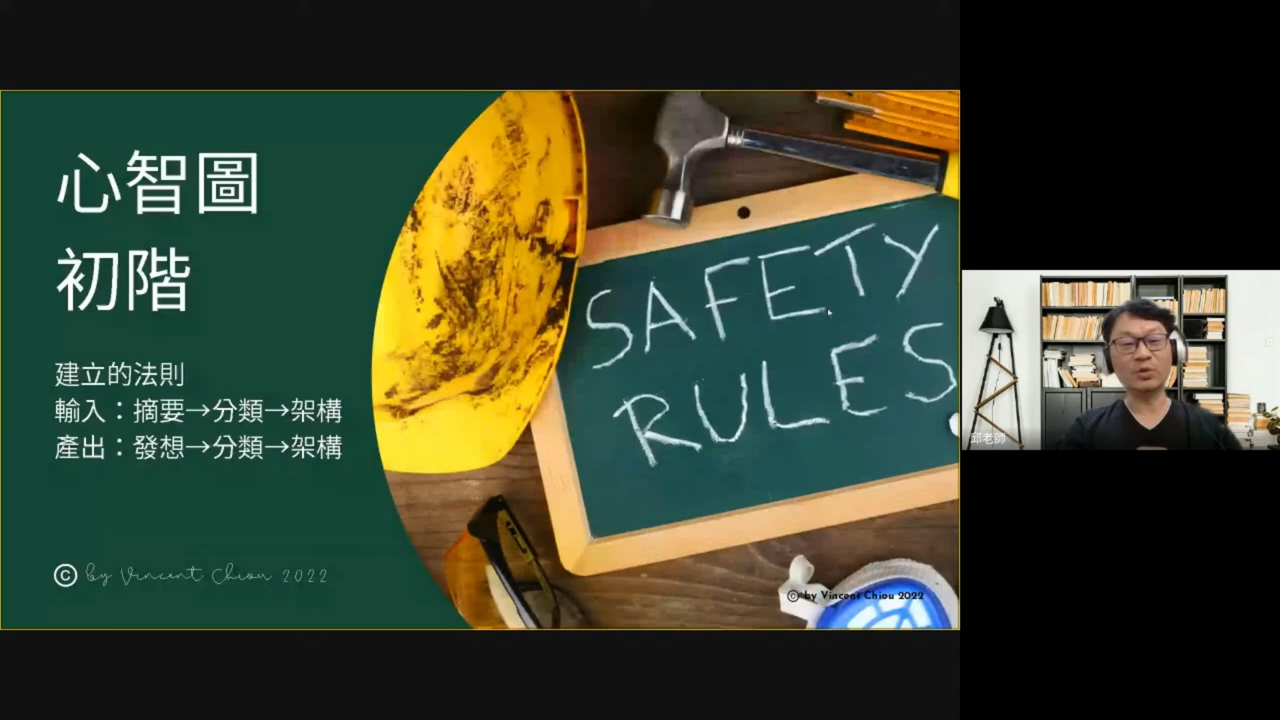 心智圖
初階
建立的法則
輸入：摘要→分類→架構
產出：發想→分類→架構
© by Vincent Chiou 2022
SAFETY
RULES
© by Vincent Chiou 2022
邱老師